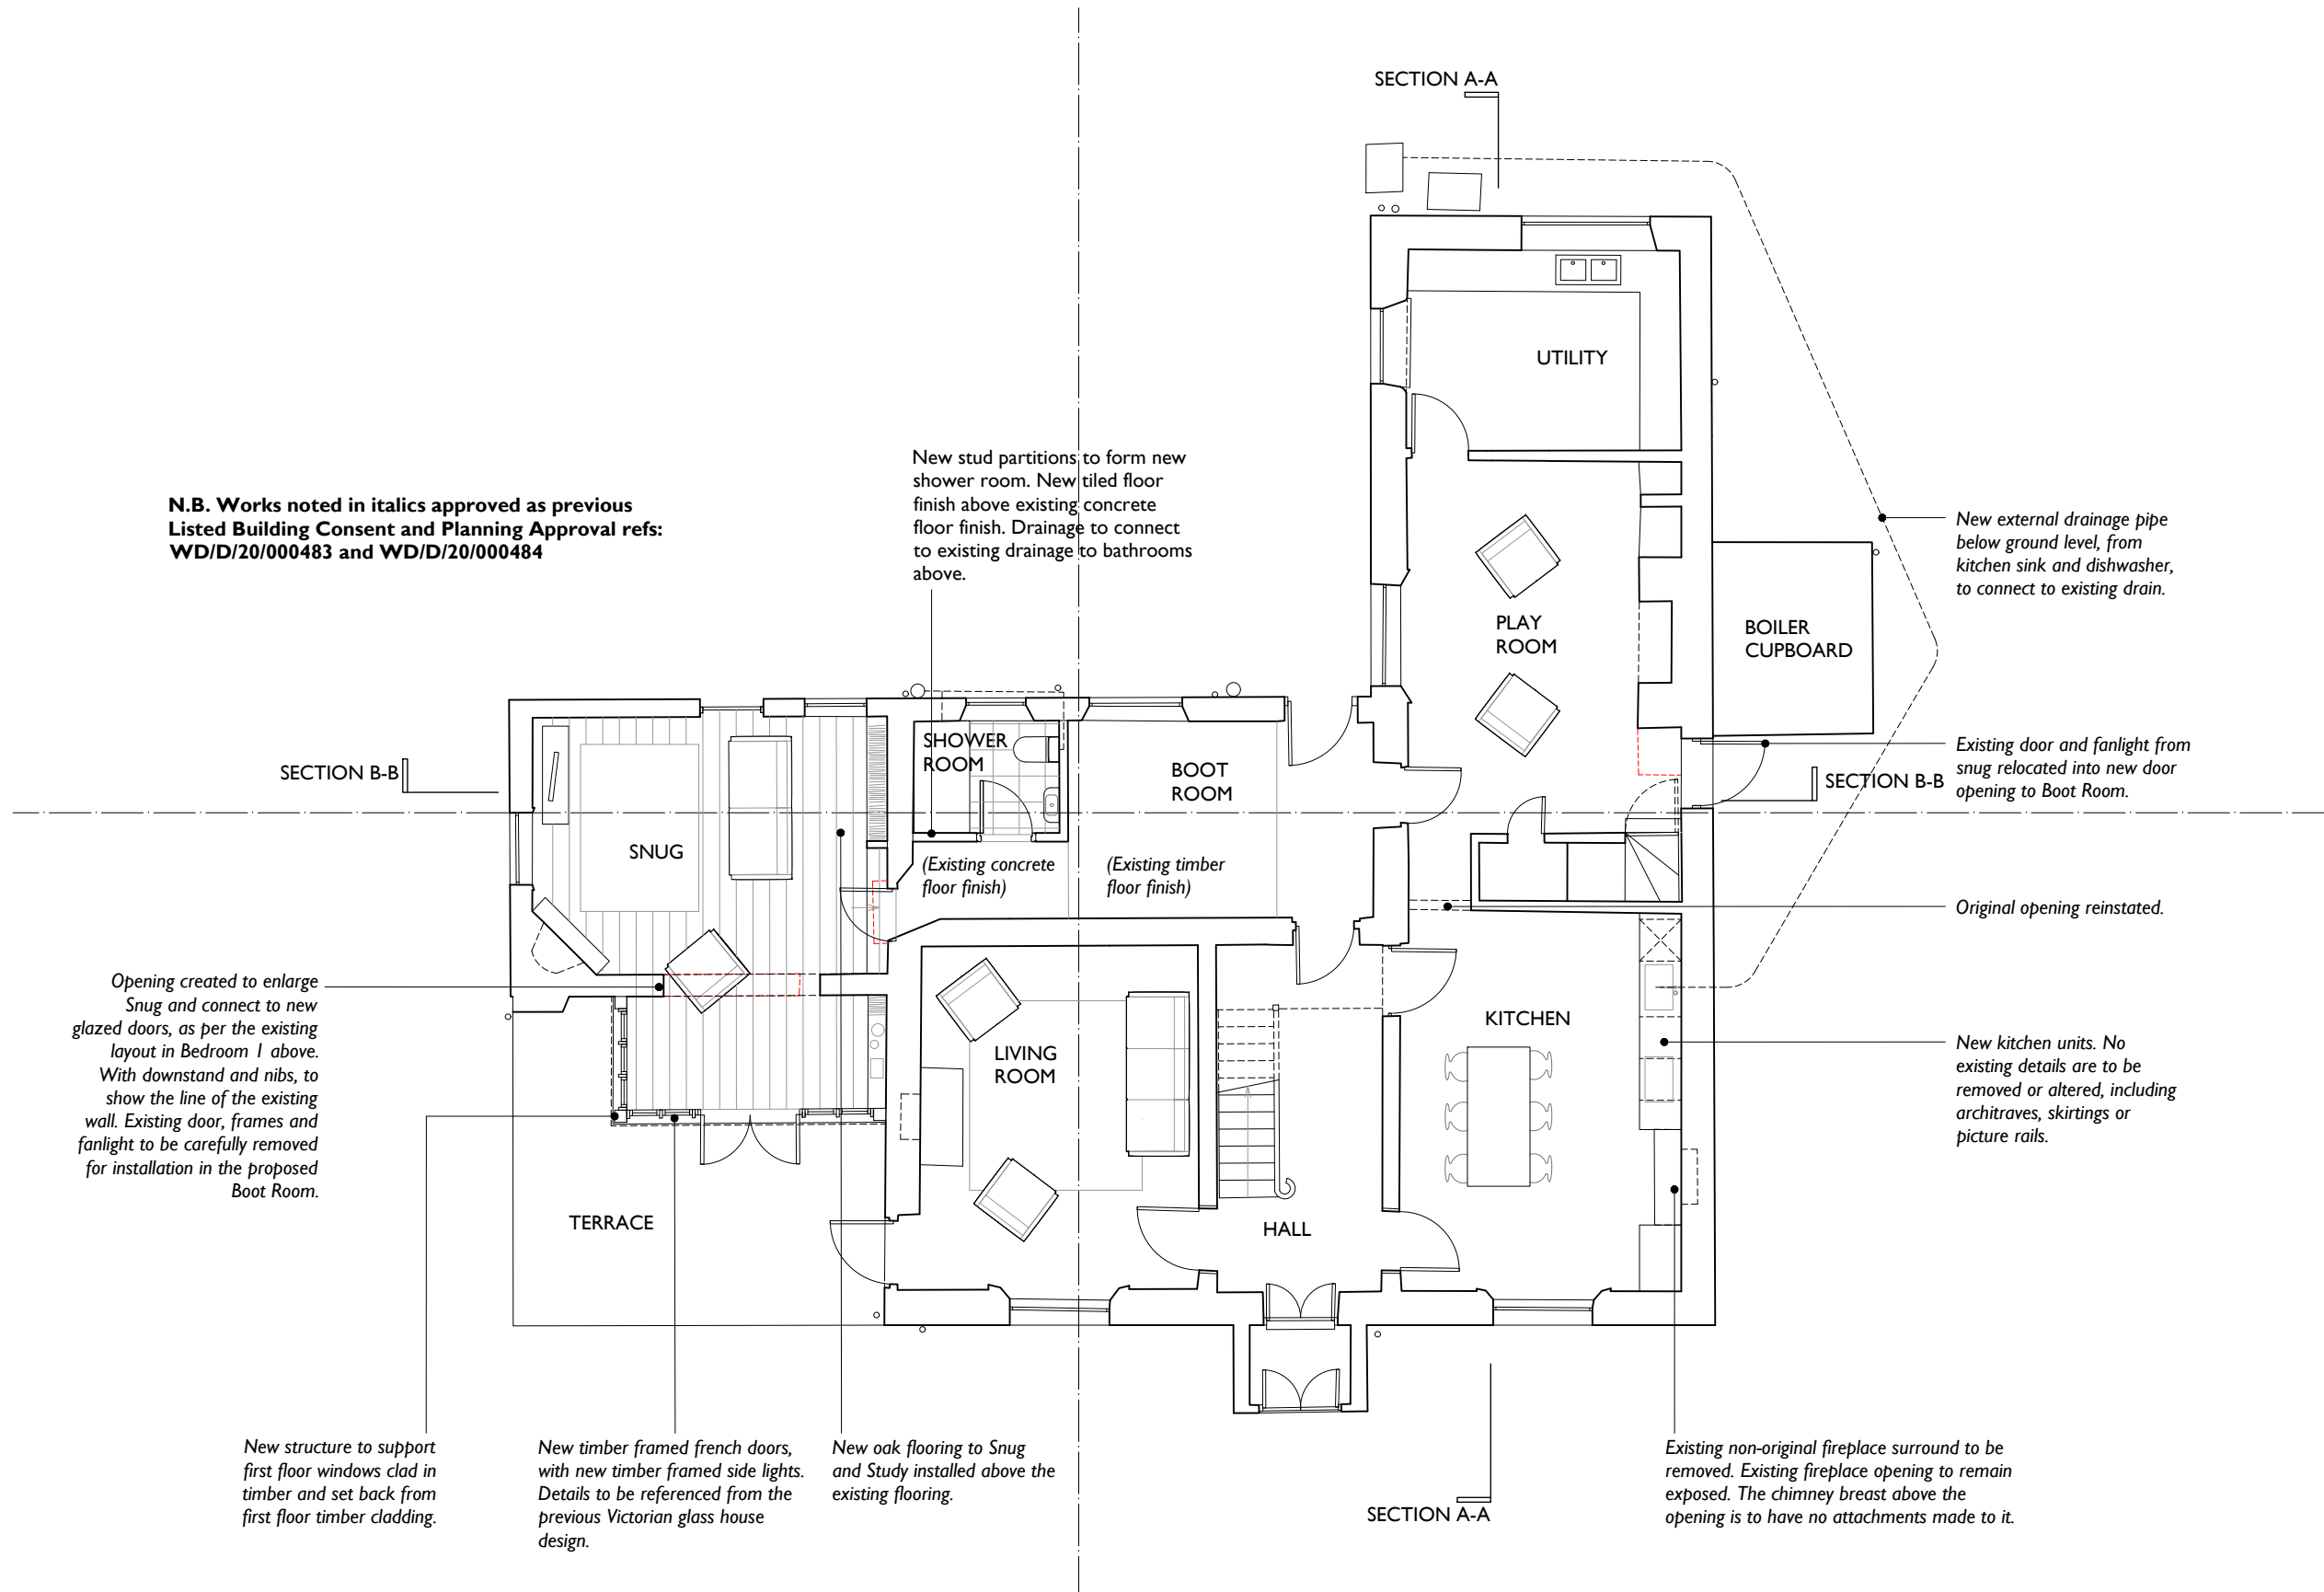 SECTION A-A
New stud partitions to form new
shower room. New tiled floor
finish above existing concrete
floor finish. Drainage to connect
to existing drainage to bathrooms
above.
N.B. Works noted in italics approved as previous
Listed Building Consent and Planning Approval refs:
WD/D/20/000483 and WD/D/20/000484
UTILITY
New external drainage pipe
below ground level, from
kitchen sink and dishwasher,
to connect to existing drain.
PLAY
ROOM
BOILER
CUPBOARD
SHOWER
ROOM
BOOT
ROOM
Existing door and fanlight from
snug relocated into new door
opening to Boot Room.
SECTION B-B
SECTION B-B
SNUG
(Existing concrete
floor finish)
(Existing timber
floor finish)
Original opening reinstated.
Opening created to enlarge
Snug and connect to new
glazed doors, as per the existing
layout in Bedroom 1 above.
With downstand and nibs, to
show the line of the existing
wall. Existing door, frames and
fanlight to be carefully removed
for installation in the proposed
Boot Room.
LIVING
ROOM
KITCHEN
New kitchen units. No
existing details are to be
removed or altered, including
architraves, skirtings or
picture rails.
TERRACE
HALL
New structure to support
first floor windows clad in
timber and set back from
first floor timber cladding.
New timber framed french doors,
with new timber framed side lights.
Details to be referenced from the
previous Victorian glass house
design.
New oak flooring to Snug
and Study installed above the
existing flooring.
SECTION A-A
Existing non-original fireplace surround to be
removed. Existing fireplace opening to remain
exposed. The chimney breast above the
opening is to have no attachments made to it.